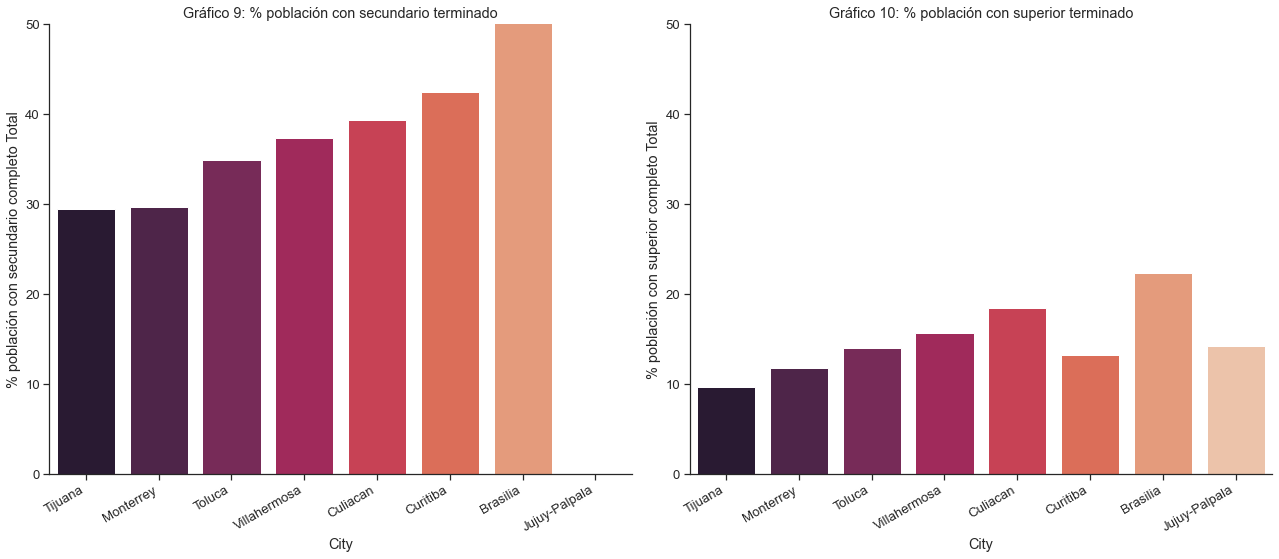 Gráfico 9: % población con secundario terminado
% población con secundario completo Total
50
40
30
20
10
0
Tijuana
Monterrey
Toluca
Villahermosa
Culiacan
Curitiba
Brasilia
Jujuy-Palpala
City
Gráfico 10: % población con superior terminado
% población con superior completo Total
50
40
30
20
10
0
Tijuana
Monterrey
Toluca
Villahermosa
Culiacan
Curitiba
Brasilia
Jujuy-Palpala
City